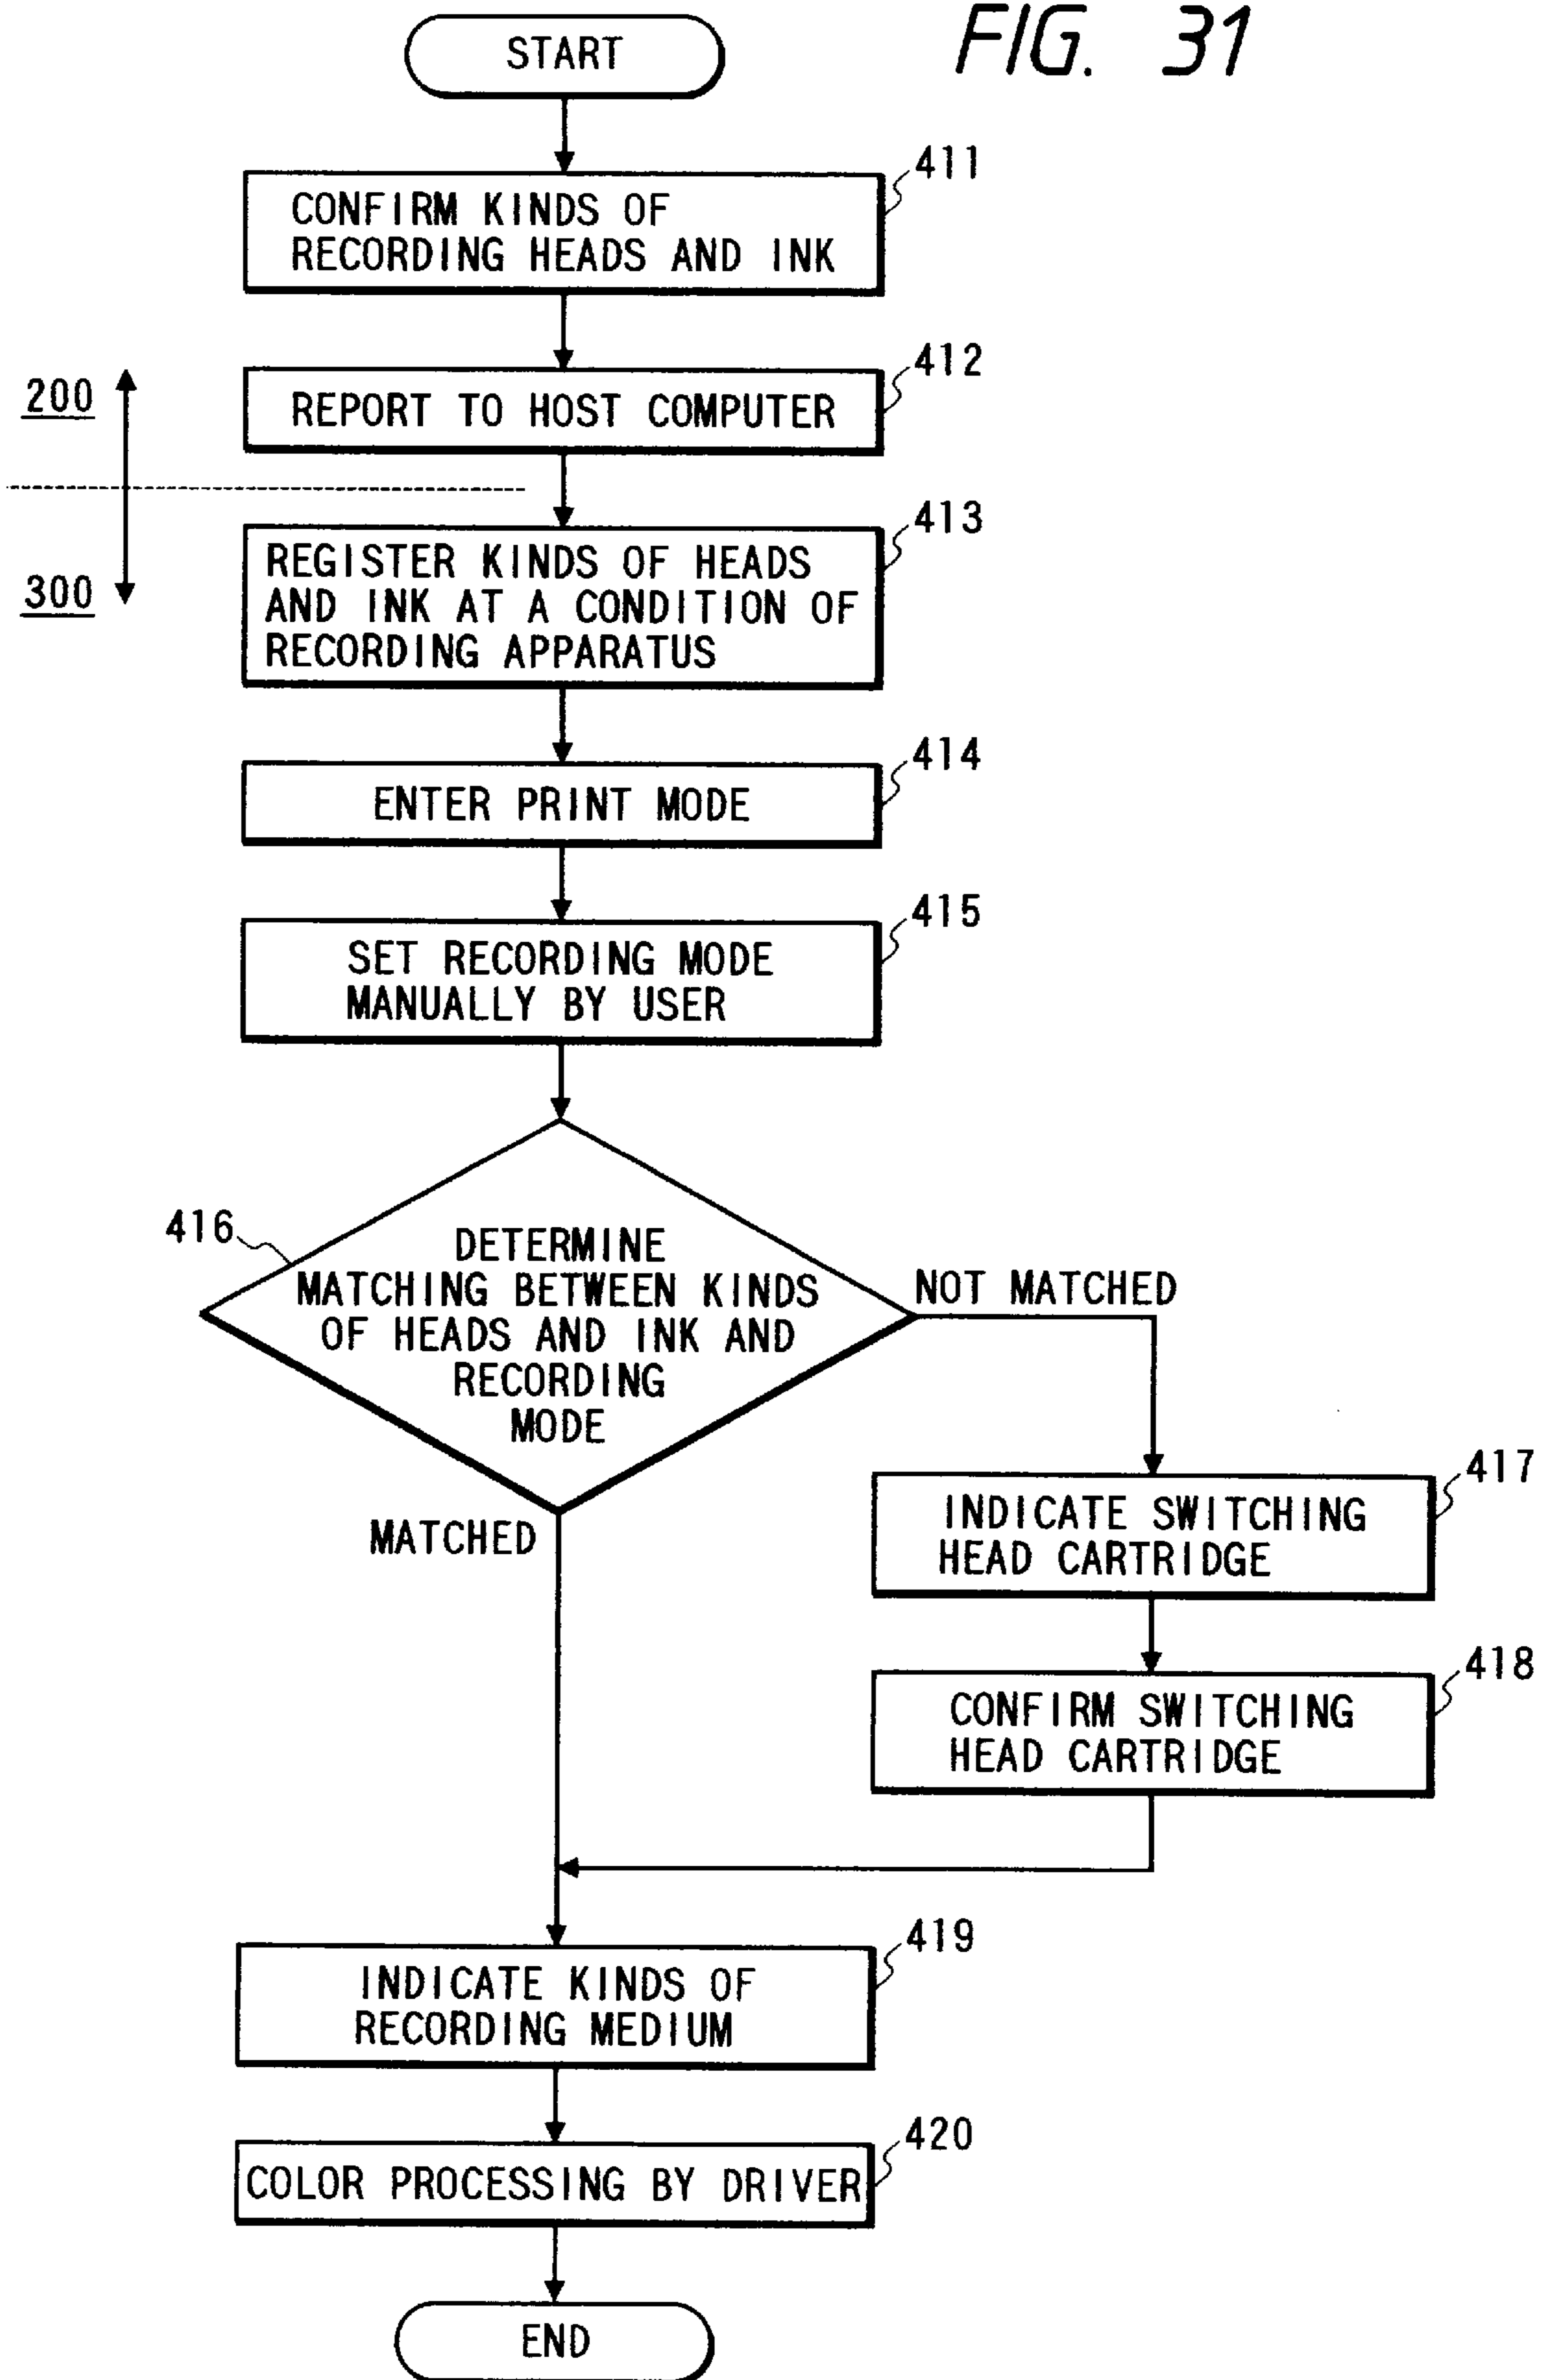 FIG. 31
START
411
CONFIRM KINDS OF
RECORDING HEADS AND INK
412
REPORT TO HOST COMPUTER
200
300
413
REGISTER KINDS OF HEADS
AND INK AT A CONDITION OF
RECORDING APPARATUS
414
ENTER PRINT MODE
415
SET RECORDING MODE
MANUALLY BY USER
416
DETERMINE
MATCHING BETWEEN KINDS
OF HEADS AND INK AND
RECORDING
MODE
NOT MATCHED
MATCHED
417
INDICATE SWITCHING
HEAD CARTRIDGE
418
CONFIRM SWITCHING
HEAD CARTRIDGE
419
INDICATE KINDS OF
RECORDING MEDIUM
420
COLOR PROCESSING BY DRIVER
END